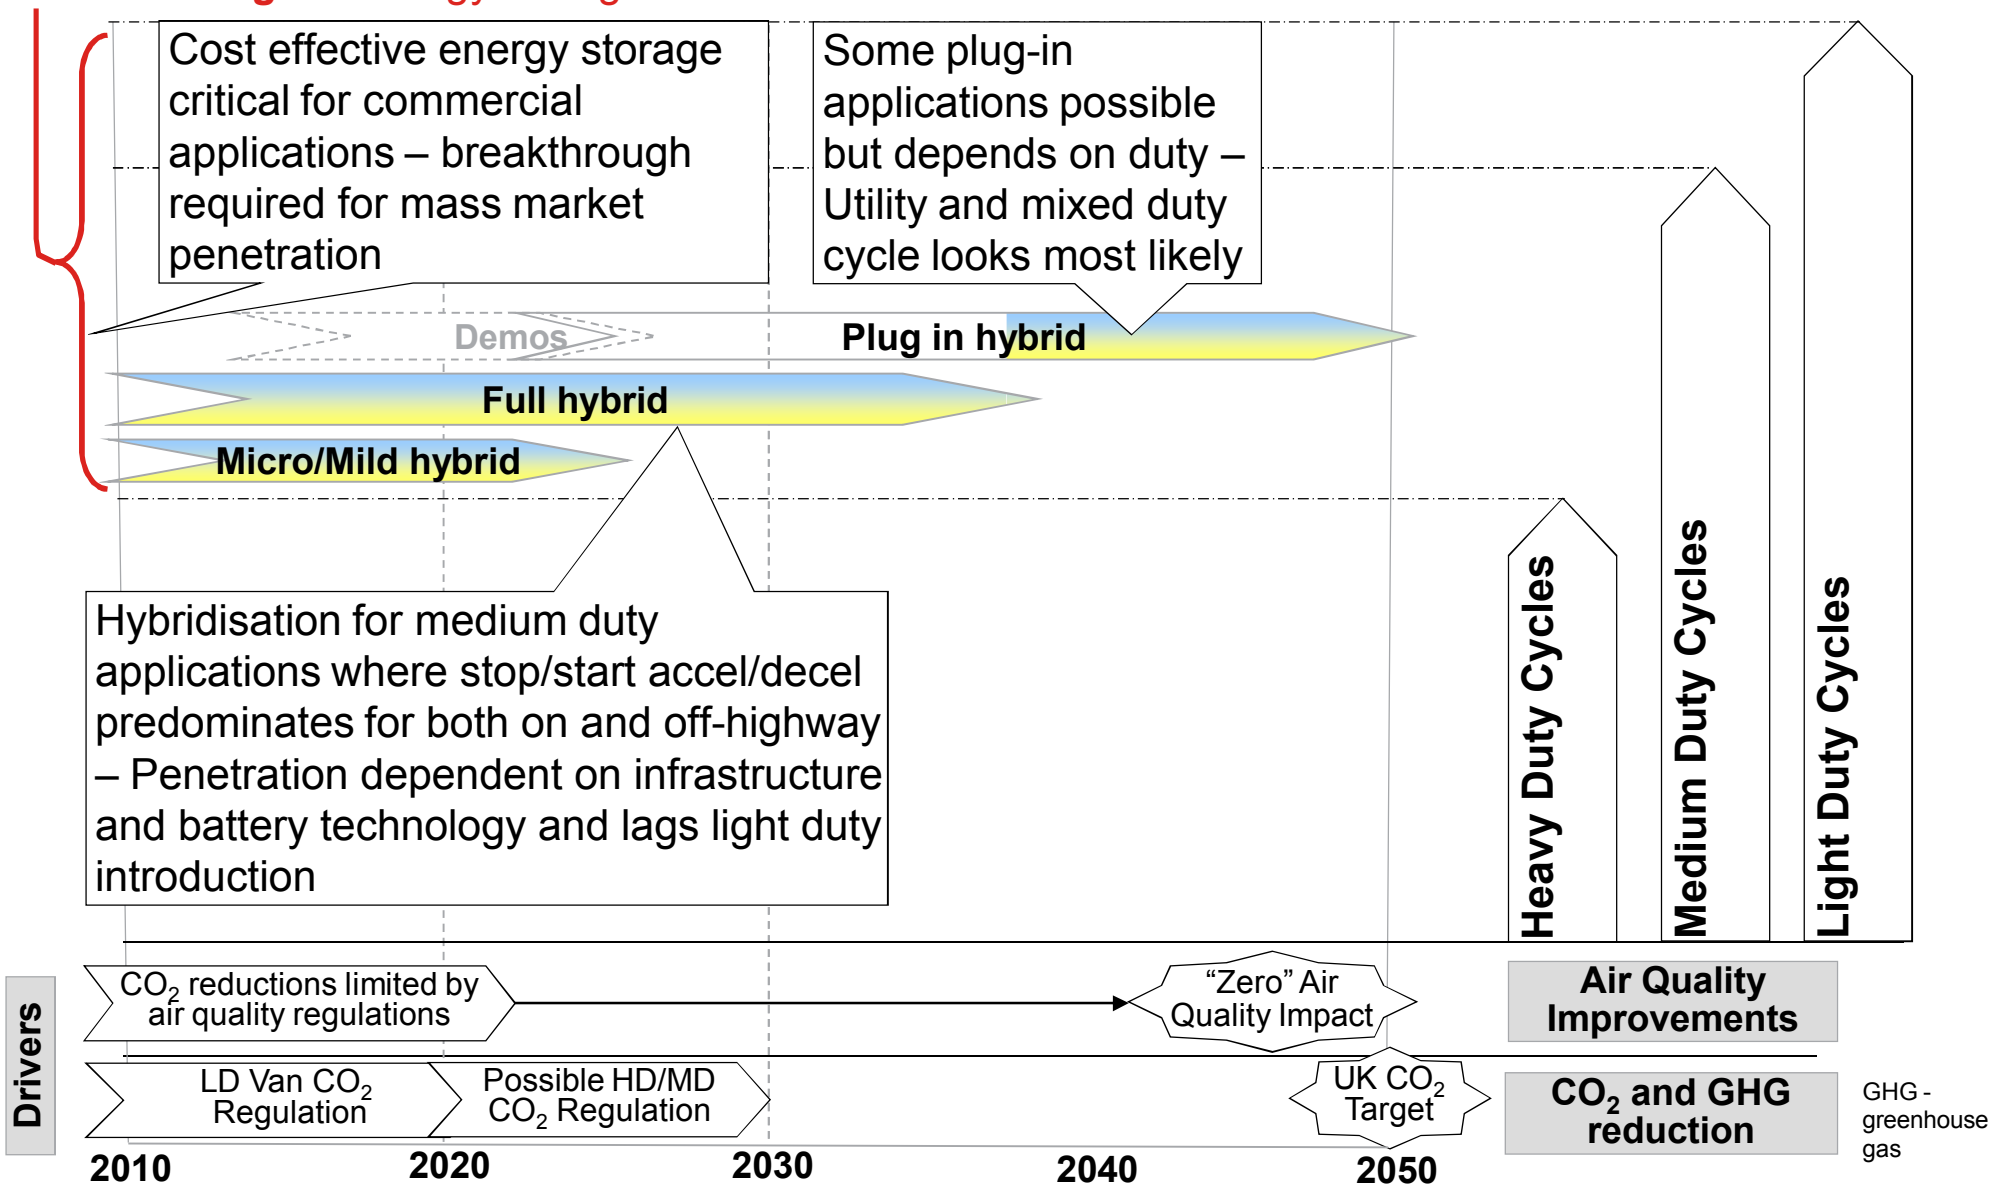 Cost effective energy storage
critical for commercial
applications – breakthrough
required for mass market
penetration
Some plug-in
applications possible
but depends on duty –
Utility and mixed duty
cycle looks most likely
Demos
Plug in hybrid
Full hybrid
Micro/Mild hybrid
Hybridisation for medium duty
applications where stop/start accel/decel
predominates for both on and off-highway
– Penetration dependent on infrastructure
and battery technology and lags light duty
introduction
Heavy Duty Cycles
Medium Duty Cycles
Light Duty Cycles
Drivers
CO₂ reductions limited by
air quality regulations
“Zero” Air
Quality Impact
Air Quality
Improvements
LD Van CO₂
Regulation
Possible HD/MD
CO₂ Regulation
UK CO₂
Target
CO₂ and GHG
reduction
GHG -
greenhouse
gas
2010
2020
2030
2040
2050